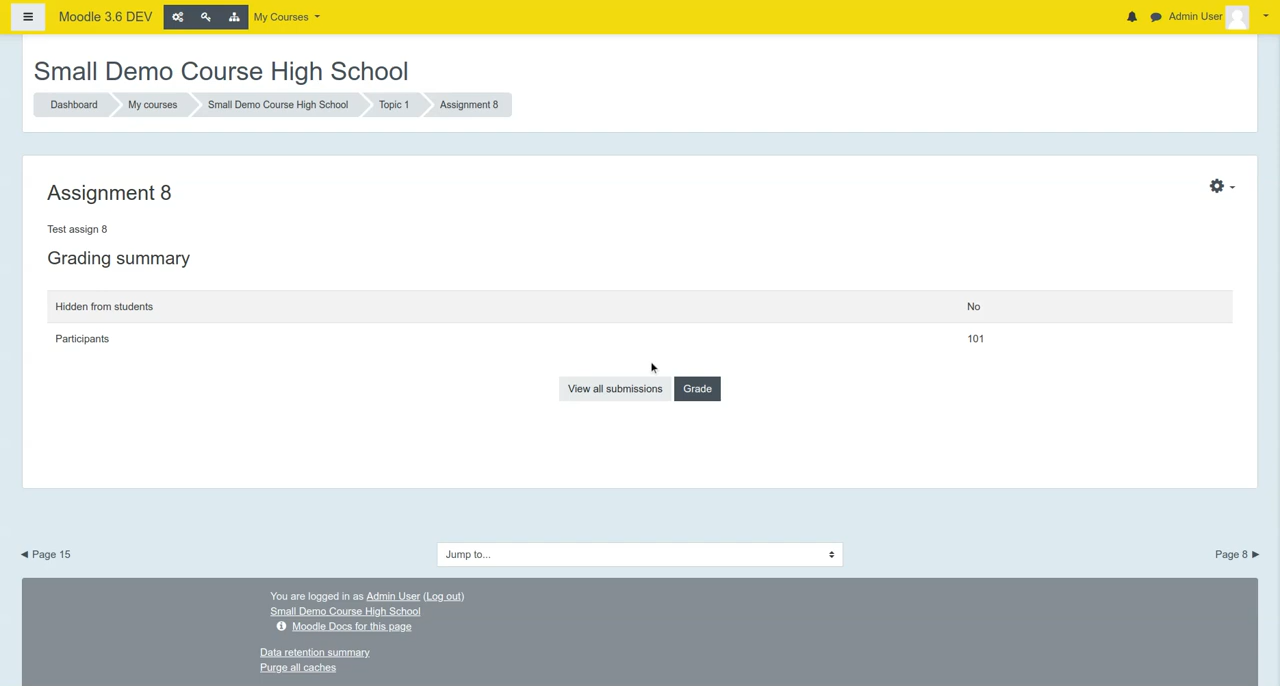 Moodle 3.6 DEV My Courses Admin User
Small Demo Course High School
Dashboard My courses Small Demo Course High School Topic 1 Assignment 8
Assignment 8
Test assign 8
Grading summary
Hidden from students No
Participants 101
View all submissions Grade
◀ Page 15 Jump to... Page 8 ▶
You are logged in as Admin User (Log out)
Small Demo Course High School
Moodle Docs for this page
Data retention summary
Purge all caches